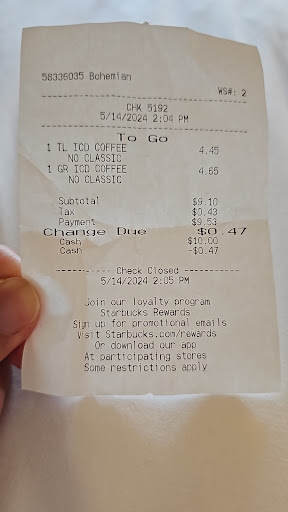 58336035 Bohemian
WS#: 2
CHK 5192
5/14/2024 2:04 PM
To Go
1 TL ICD COFFEE 4.45
NO CLASSIC
1 GR ICD COFFEE 4.65
NO CLASSIC
Subtotal $9.10
Tax $0.43
Payment $9.53
Change Due $0.47
Cash $10.00
Cash -$0.47
------------ Check Closed ------------
5/14/2024 2:05 PM
Join our loyalty program
Starbucks Rewards
Sign up for promotional emails
Visit Starbucks.com/rewards
Or download our app
At participating stores
Some restrictions apply